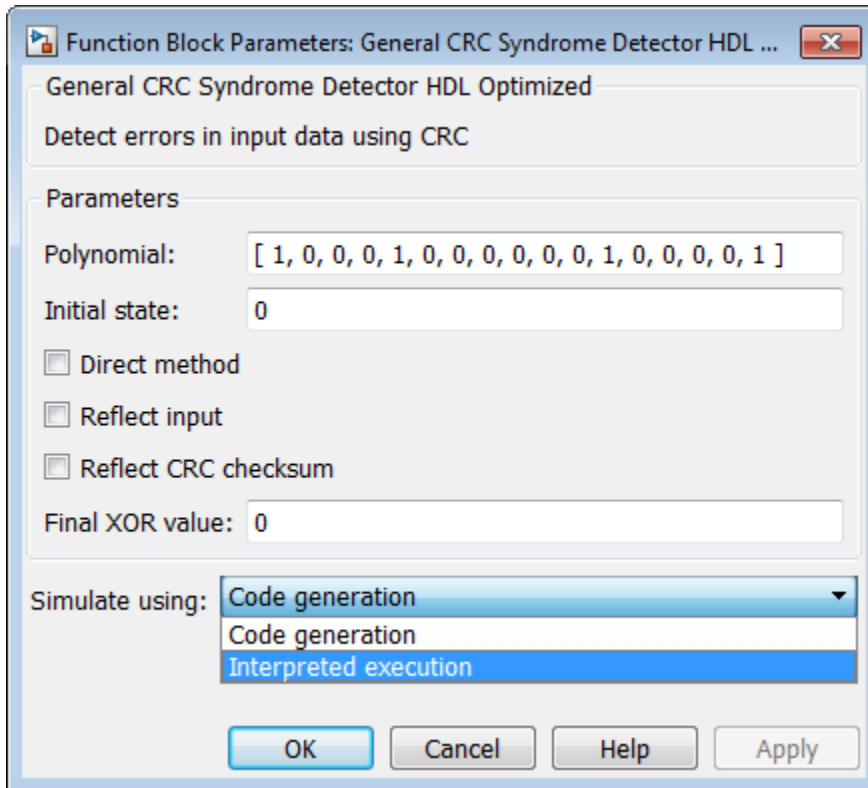 Function Block Parameters: General CRC Syndrome Detector HDL ...
General CRC Syndrome Detector HDL Optimized
Detect errors in input data using CRC
Parameters
Polynomial: [ 1, 0, 0, 0, 1, 0, 0, 0, 0, 0, 0, 1, 0, 0, 0, 0, 1 ]
Initial state: 0
Direct method
Reflect input
Reflect CRC checksum
Final XOR value: 0
Simulate using: Code generation
Code generation
Interpreted execution
OK Cancel Help Apply